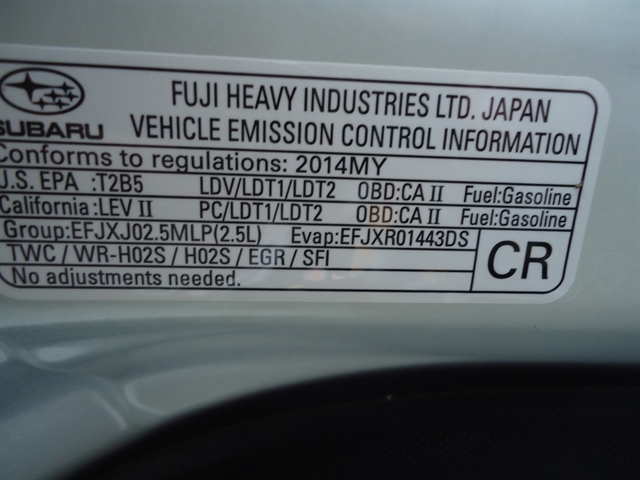 FUJI HEAVY INDUSTRIES LTD. JAPAN
SUBARU
VEHICLE EMISSION CONTROL INFORMATION
Conforms to regulations: 2014MY
U.S. EPA :T2B5 LDV/LDT1/LDT2 OBD:CA II Fuel:Gasoline
California:LEV II PC/LDT1/LDT2 OBD:CA II Fuel:Gasoline
Group:EFJXJ02.5MLP(2.5L) Evap:EFJXR01443DS
TWC / WR-HO2S / HO2S / EGR / SFI
CR
No adjustments needed.